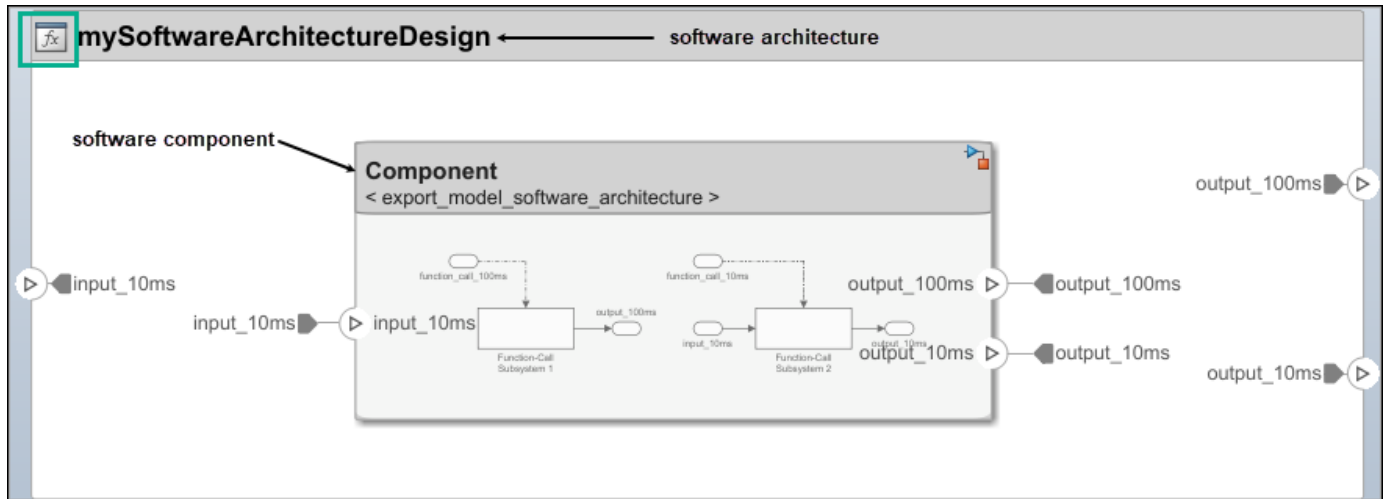 fx mySoftwareArchitectureDesign software architecture
software component
Component
< export_model_software_architecture >
output_100ms
function_call_100ms function_call_10ms
input_10ms output_100ms output_100ms
input_10ms input_10ms output_100ms
input_10ms output_10ms output_10ms output_10ms
Function-Call
Subsystem 1
Function-Call
Subsystem 2
output_10ms